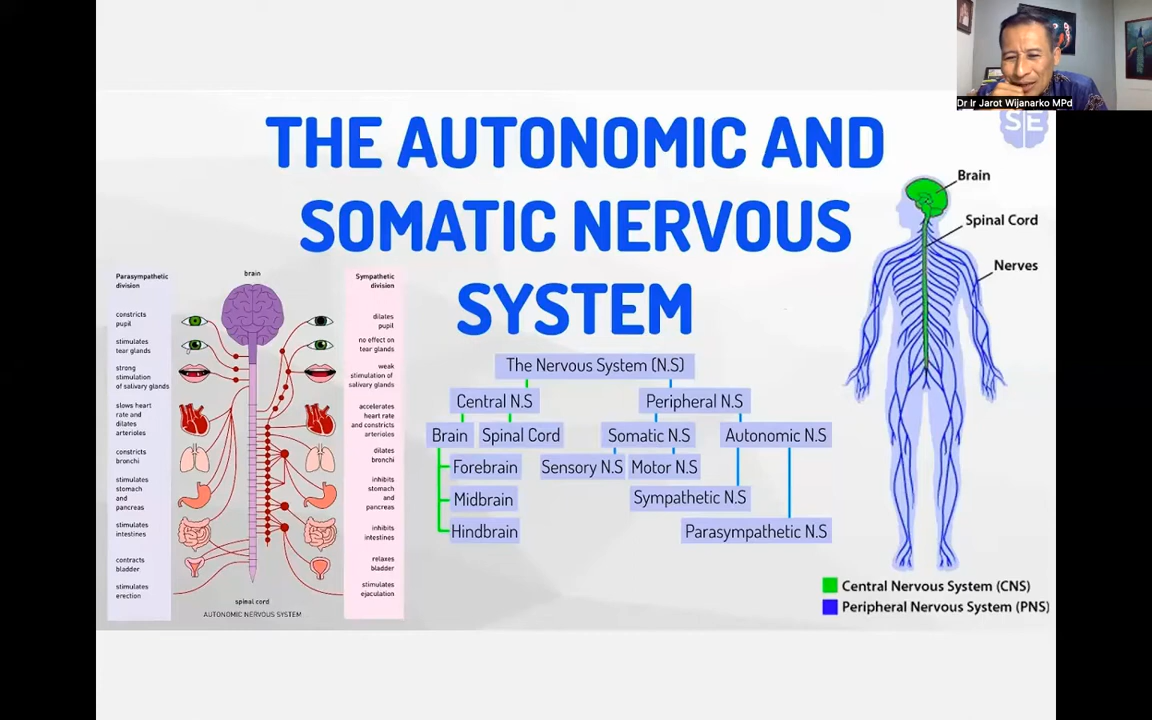 Dr Ir Jarot Wijanarko MPd
SE
THE AUTONOMIC AND
SOMATIC NERVOUS
SYSTEM
Parasympathetic
division
constricts
pupil
stimulates
tear glands
strong
stimulation
of salivary glands
slows heart
rate and
dilates
arterioles
constricts
bronchi
stimulates
stomach
and
pancreas
stimulates
intestines
contracts
bladder
stimulates
erection
brain
spinal cord
AUTONOMIC NERVOUS SYSTEM
Sympathetic
division
dilates
pupil
no effect on
tear glands
weak
stimulation of
salivary glands
accelerates
heart rate
and constricts
arterioles
dilates
bronchi
inhibits
stomach
and
pancreas
inhibits
intestines
relaxes
bladder
stimulates
ejaculation
The Nervous System (N.S)
Central N.S
Peripheral N.S
Brain
Spinal Cord
Somatic N.S
Autonomic N.S
Forebrain
Sensory N.S
Motor N.S
Midbrain
Sympathetic N.S
Hindbrain
Parasympathetic N.S
Brain
Spinal Cord
Nerves
Central Nervous System (CNS)
Peripheral Nervous System (PNS)